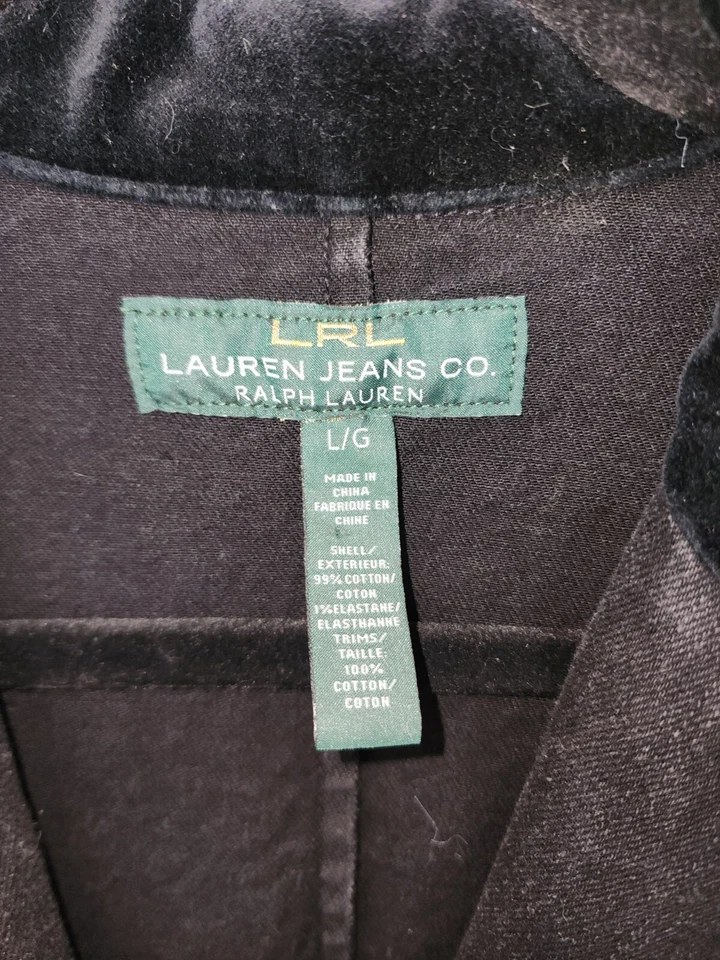 LRL
LAUREN JEANS CO.
RALPH LAUREN
L/G
MADE IN
CHINA
FABRIQUE EN
CHINE
SHELL/
EXTERIEUR:
99% COTTON/
COTON
1% ELASTANE/
ELASTHANNE
TRIMS/
TAILLE:
100%
COTTON/
COTON